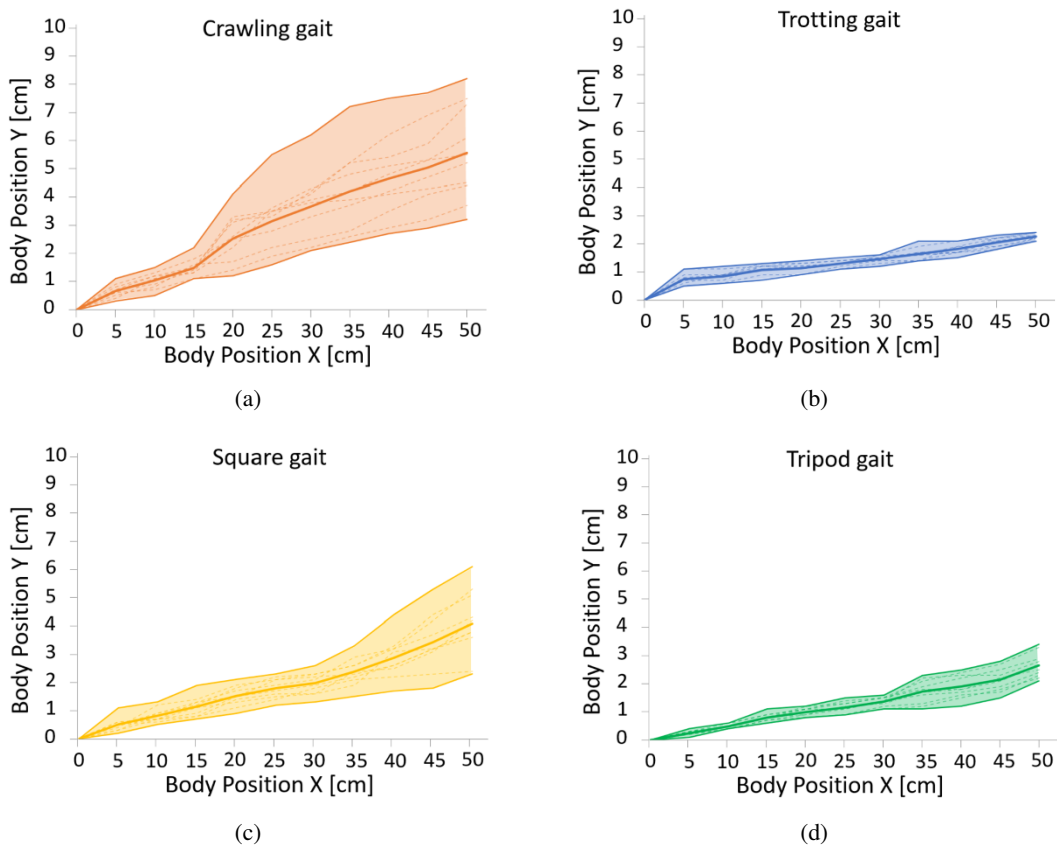 Crawling gait
10
9
8
7
6
5
4
3
2
1
0
Body Position Y [cm]
0 5 10 15 20 25 30 35 40 45 50
Body Position X [cm]
(a)
Trotting gait
10
9
8
7
6
5
4
3
2
1
0
Body Position Y [cm]
0 5 10 15 20 25 30 35 40 45 50
Body Position X [cm]
(b)
Square gait
10
9
8
7
6
5
4
3
2
1
0
Body Position Y [cm]
0 5 10 15 20 25 30 35 40 45 50
Body Position X [cm]
(c)
Tripod gait
10
9
8
7
6
5
4
3
2
1
0
Body Position Y [cm]
0 5 10 15 20 25 30 35 40 45 50
Body Position X [cm]
(d)